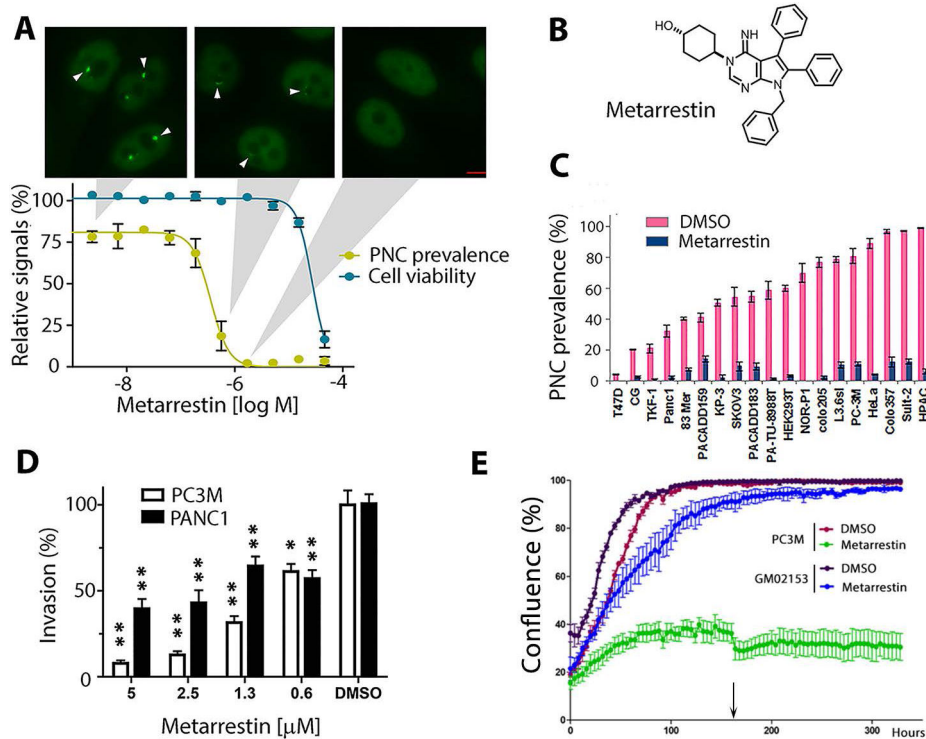 A
100
75
50
25
0
Relative signals (%)
-8
-6
-4
Metarrestin [log M]
PNC prevalence
Cell viability
B
HO
NH
N
N
N
N
Metarrestin
C
DMSO
Metarrestin
PNC prevalence (%)
100
80
60
40
20
0
T47D
CG
TKF-1
Panc1
83 Mer
PACADD159
KP-3
SKOV3
PACADD183
PA-TU-8988T
HEK293T
NOR-P1
colo205
L3.6sl
PC-3M
HeLa
Colo357
Suit-2
HPAC
D
PC3M
PANC1
Invasion (%)
100
50
0
** ** ** ** ** ** * **
5 2.5 1.3 0.6 DMSO
Metarrestin [μM]
E
Confluence (%)
100
80
60
40
20
0
PC3M
DMSO
Metarrestin
GM02153
DMSO
Metarrestin
0 100 200 300 Hours